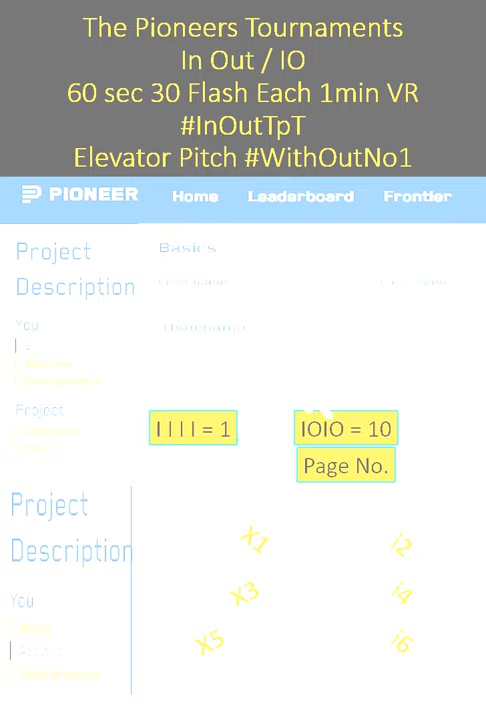 The Pioneers Tournaments
In Out / IO
60 sec 30 Flash Each 1min VR
#InOutTpT
Elevator Pitch #WithOutNo1
PIONEER Home Leaderboard Frontier
Project
Description
Basics
Username
You
Project
I I I I = 1
IOIO = 10
Page No.
Project
Description
You
X1 i2
X3 i4
X5 i6